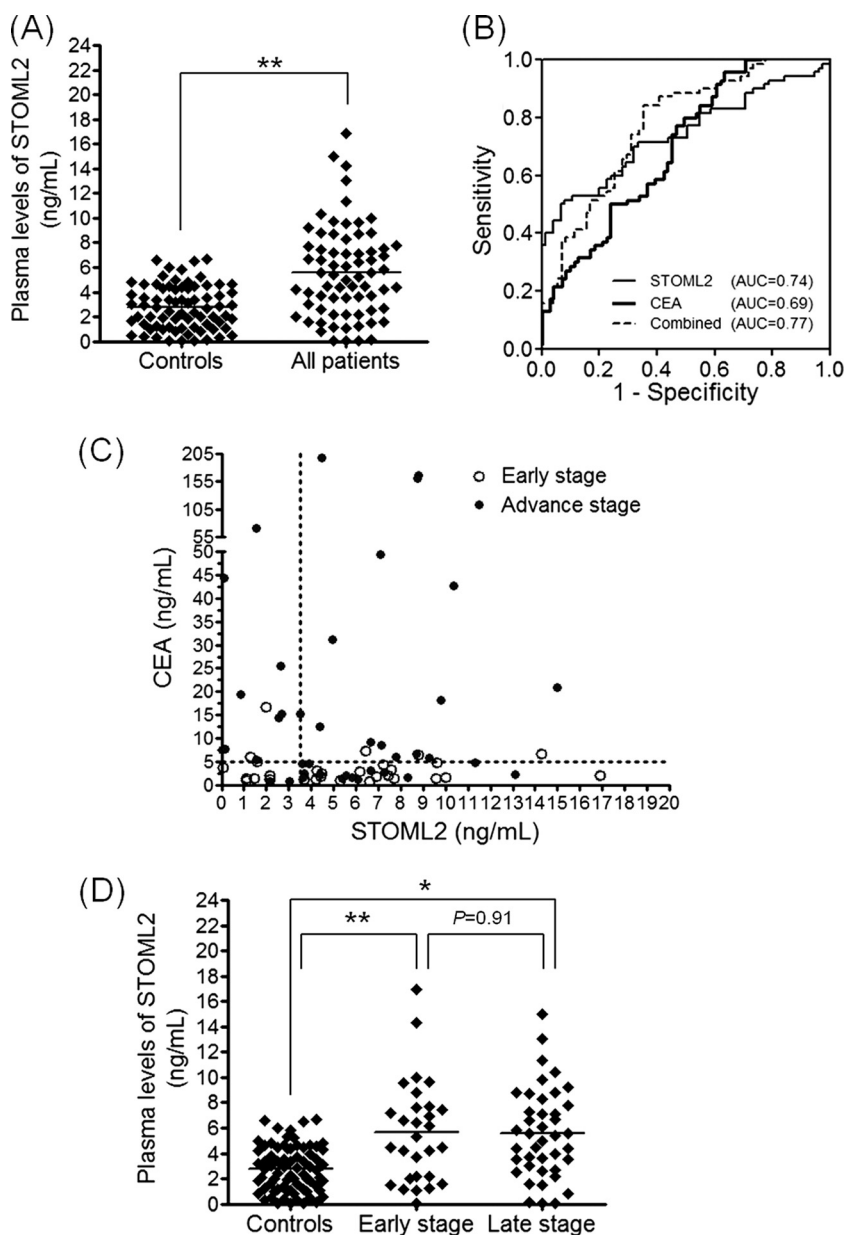 (A)
Plasma levels of STOML2
(ng/mL)
24
22
20
18
16
14
12
10
8
6
4
2
0
**
Controls
All patients
(B)
Sensitivity
1.0
0.8
0.6
0.4
0.2
0.0
STOML2 (AUC=0.74)
CEA (AUC=0.69)
Combined (AUC=0.77)
0.0 0.2 0.4 0.6 0.8 1.0
1 - Specificity
(C)
CEA (ng/mL)
205
155
105
55
50
45
40
35
30
25
20
15
10
5
0
Early stage
Advance stage
0 1 2 3 4 5 6 7 8 9 10 11 12 13 14 15 16 17 18 19 20
STOML2 (ng/mL)
(D)
Plasma levels of STOML2
(ng/mL)
24
22
20
18
16
14
12
10
8
6
4
2
0
*
**
P=0.91
Controls
Early stage
Late stage